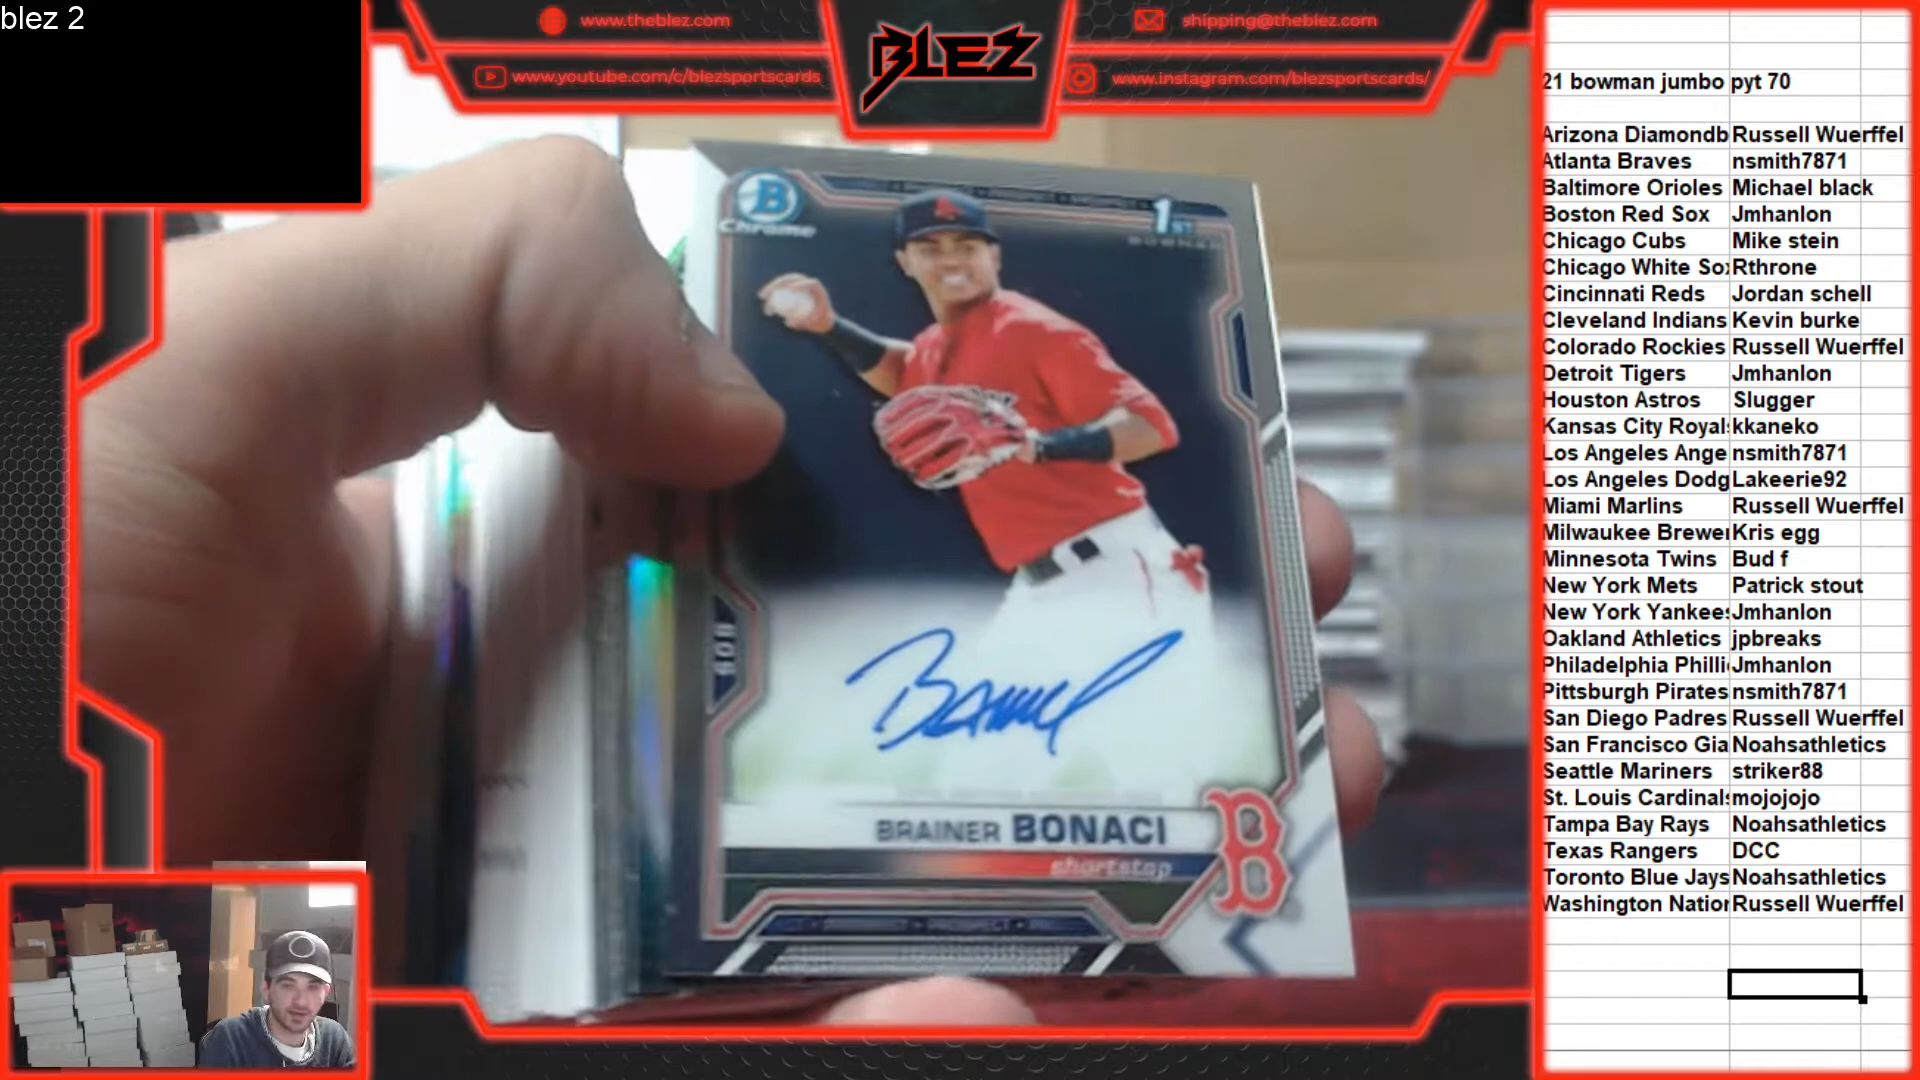 blez 2
www.theblez.com
www.youtube.com/c/blezsportscards
BLEZ
shipping@theblez.com
www.instagram.com/blezsportscards/
B
Chrome
1ST
BRAINER BONACI
shortstop
B
PROSPECT
21 bowman jumbo pyt 70
Arizona Diamondb Russell Wuerffel
Atlanta Braves nsmith7871
Baltimore Orioles Michael black
Boston Red Sox Jmhanlon
Chicago Cubs Mike stein
Chicago White Sox Rthrone
Cincinnati Reds Jordan schell
Cleveland Indians Kevin burke
Colorado Rockies Russell Wuerffel
Detroit Tigers Jmhanlon
Houston Astros Slugger
Kansas City Royals kkaneko
Los Angeles Ange nsmith7871
Los Angeles Dodg Lakeerie92
Miami Marlins Russell Wuerffel
Milwaukee Brewer Kris egg
Minnesota Twins Bud f
New York Mets Patrick stout
New York Yankees Jmhanlon
Oakland Athletics jpbreaks
Philadelphia Philli Jmhanlon
Pittsburgh Pirates nsmith7871
San Diego Padres Russell Wuerffel
San Francisco Gia Noahsathletics
Seattle Mariners striker88
St. Louis Cardinals mojojojo
Tampa Bay Rays Noahsathletics
Texas Rangers DCC
Toronto Blue Jays Noahsathletics
Washington Nation Russell Wuerffel